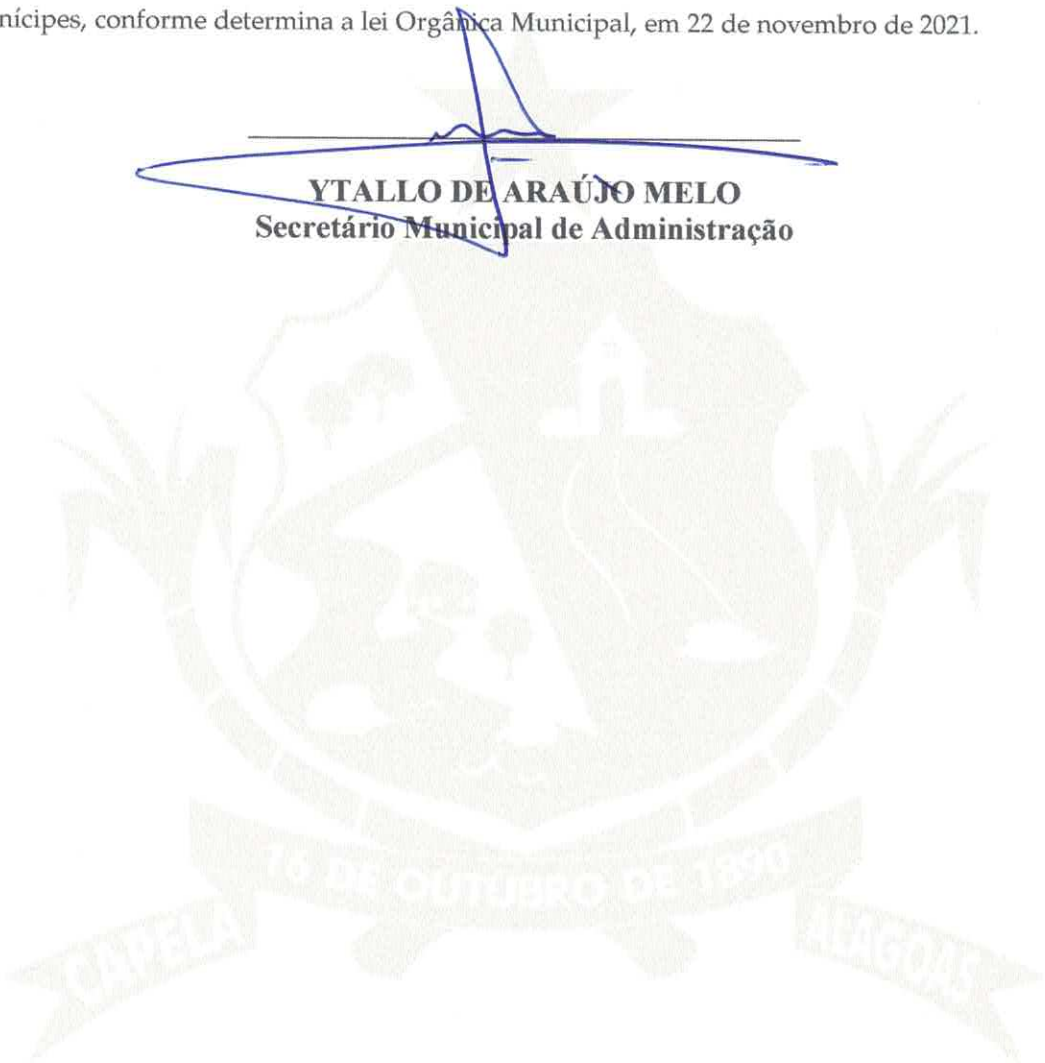 nícipes, conforme determina a lei Orgânica Municipal, em 22 de novembro de 2021.
YTALLO DE ARAÚJO MELO
Secretário Municipal de Administração
16 DE OUTUBRO DE 1890
CAPELA
ALAGOAS